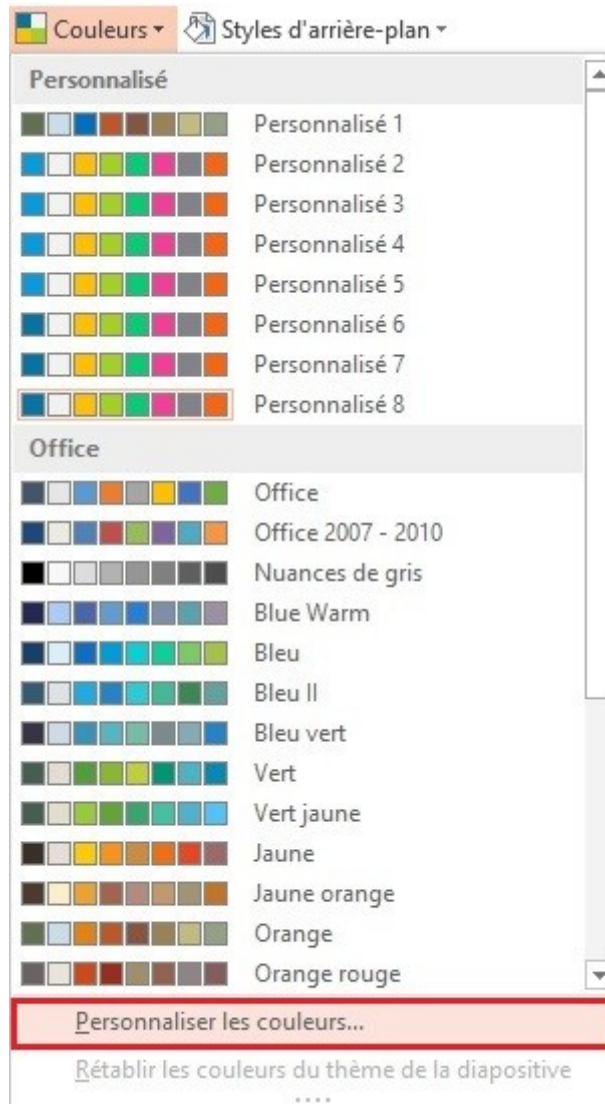 Couleurs Styles d'arrière-plan
Personnalisé
Personnalisé 1
Personnalisé 2
Personnalisé 3
Personnalisé 4
Personnalisé 5
Personnalisé 6
Personnalisé 7
Personnalisé 8
Office
Office
Office 2007 - 2010
Nuances de gris
Blue Warm
Bleu
Bleu II
Bleu vert
Vert
Vert jaune
Jaune
Jaune orange
Orange
Orange rouge
Personnaliser les couleurs...
Rétablir les couleurs du thème de la diapositive